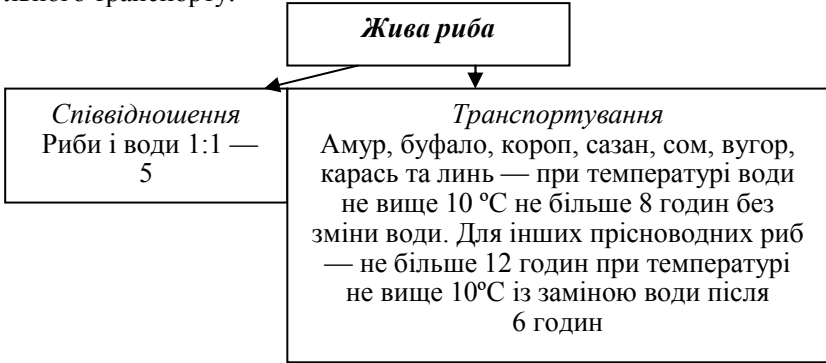 льного транспорту.
Жива риба
Співвідношення
Риби і води 1:1 —
5
Транспортування
Амур, буфало, короп, сазан, сом, вугор,
карась та линь — при температурі води
не вище 10 ºС не більше 8 годин без
зміни води. Для інших прісноводних риб
— не більше 12 годин при температурі
не вище 10ºС із заміною води після
6 годин